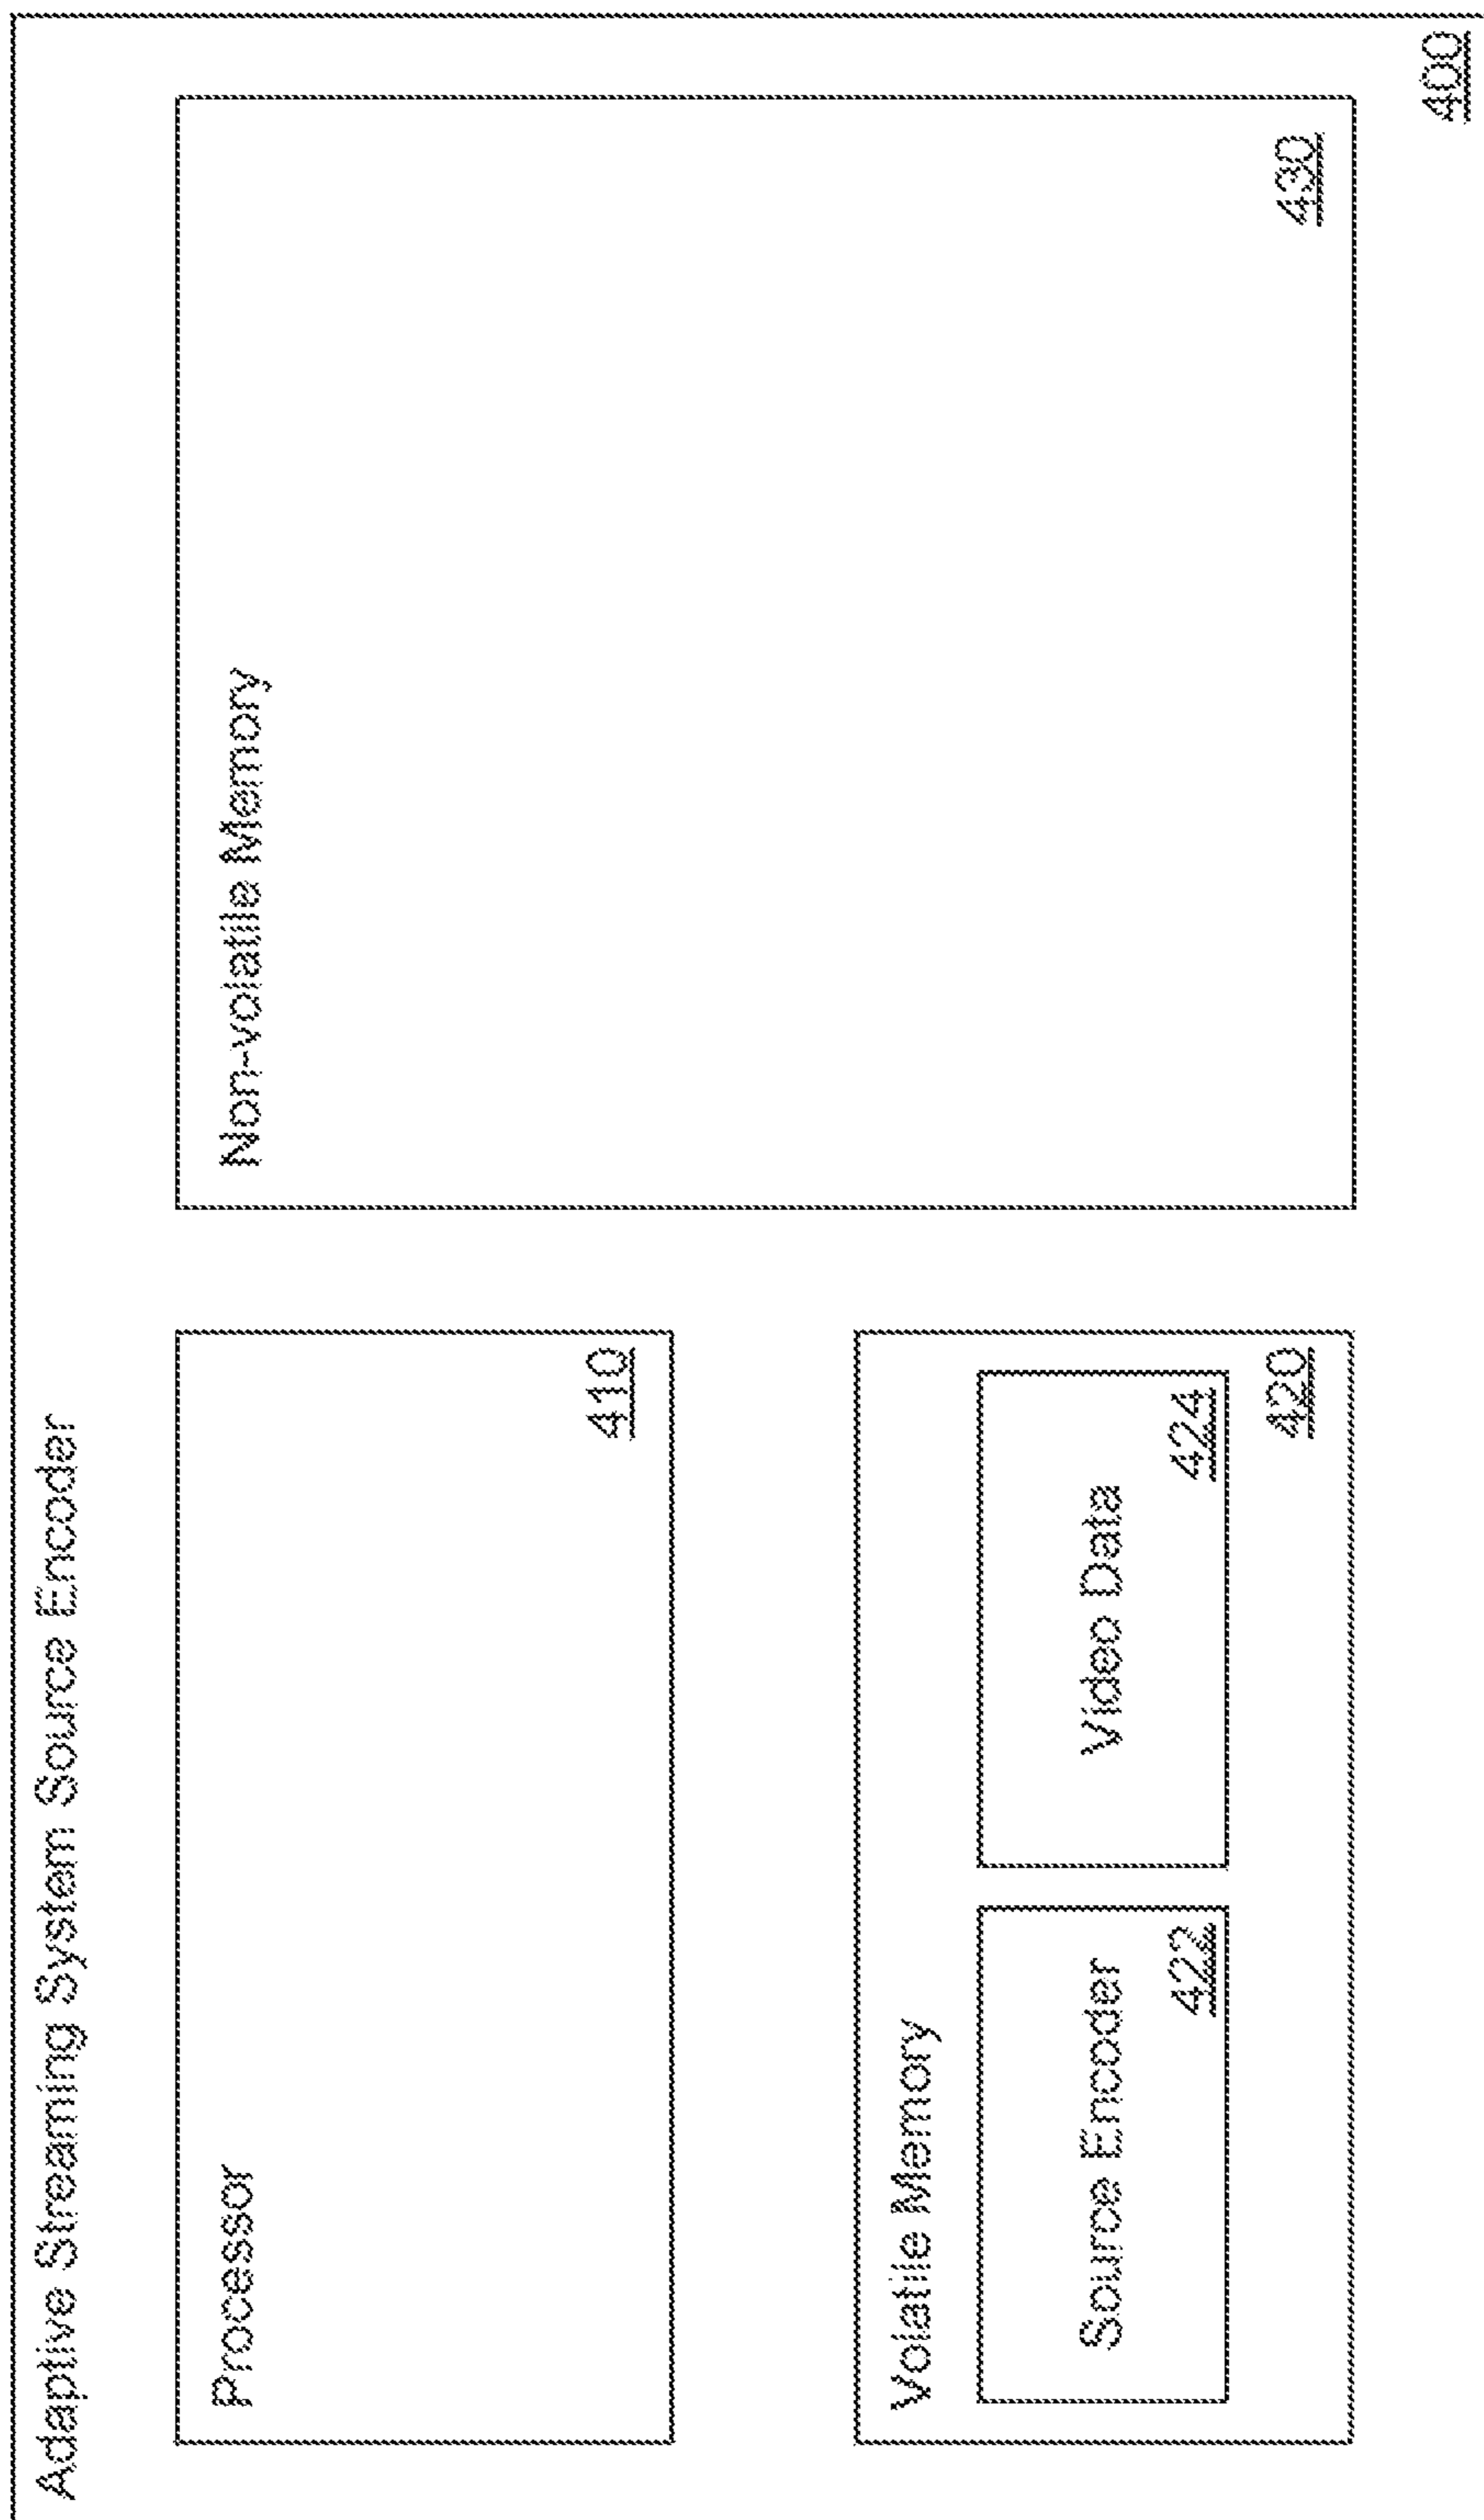 Adaptive Streaming System Source Encoder
Processor
410
Non-volatile Memory
430
Volatile Memory
Source Encoder
422
Video Data
424
420
400